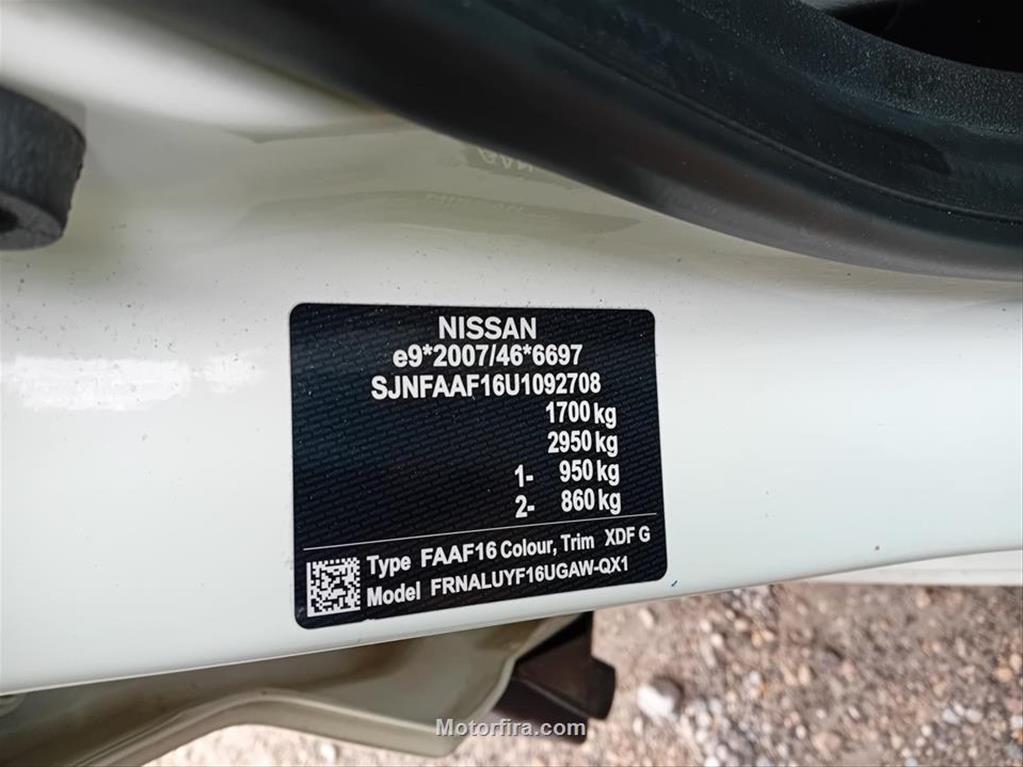 NISSAN
e9*2007/46*6697
SJNFAAF16U1092708
1700 kg
2950 kg
1- 950 kg
2- 860 kg
Type FAAF16 Colour, Trim XDF G
Model FRNALUYF16UGAW-QX1
Motorfira.com